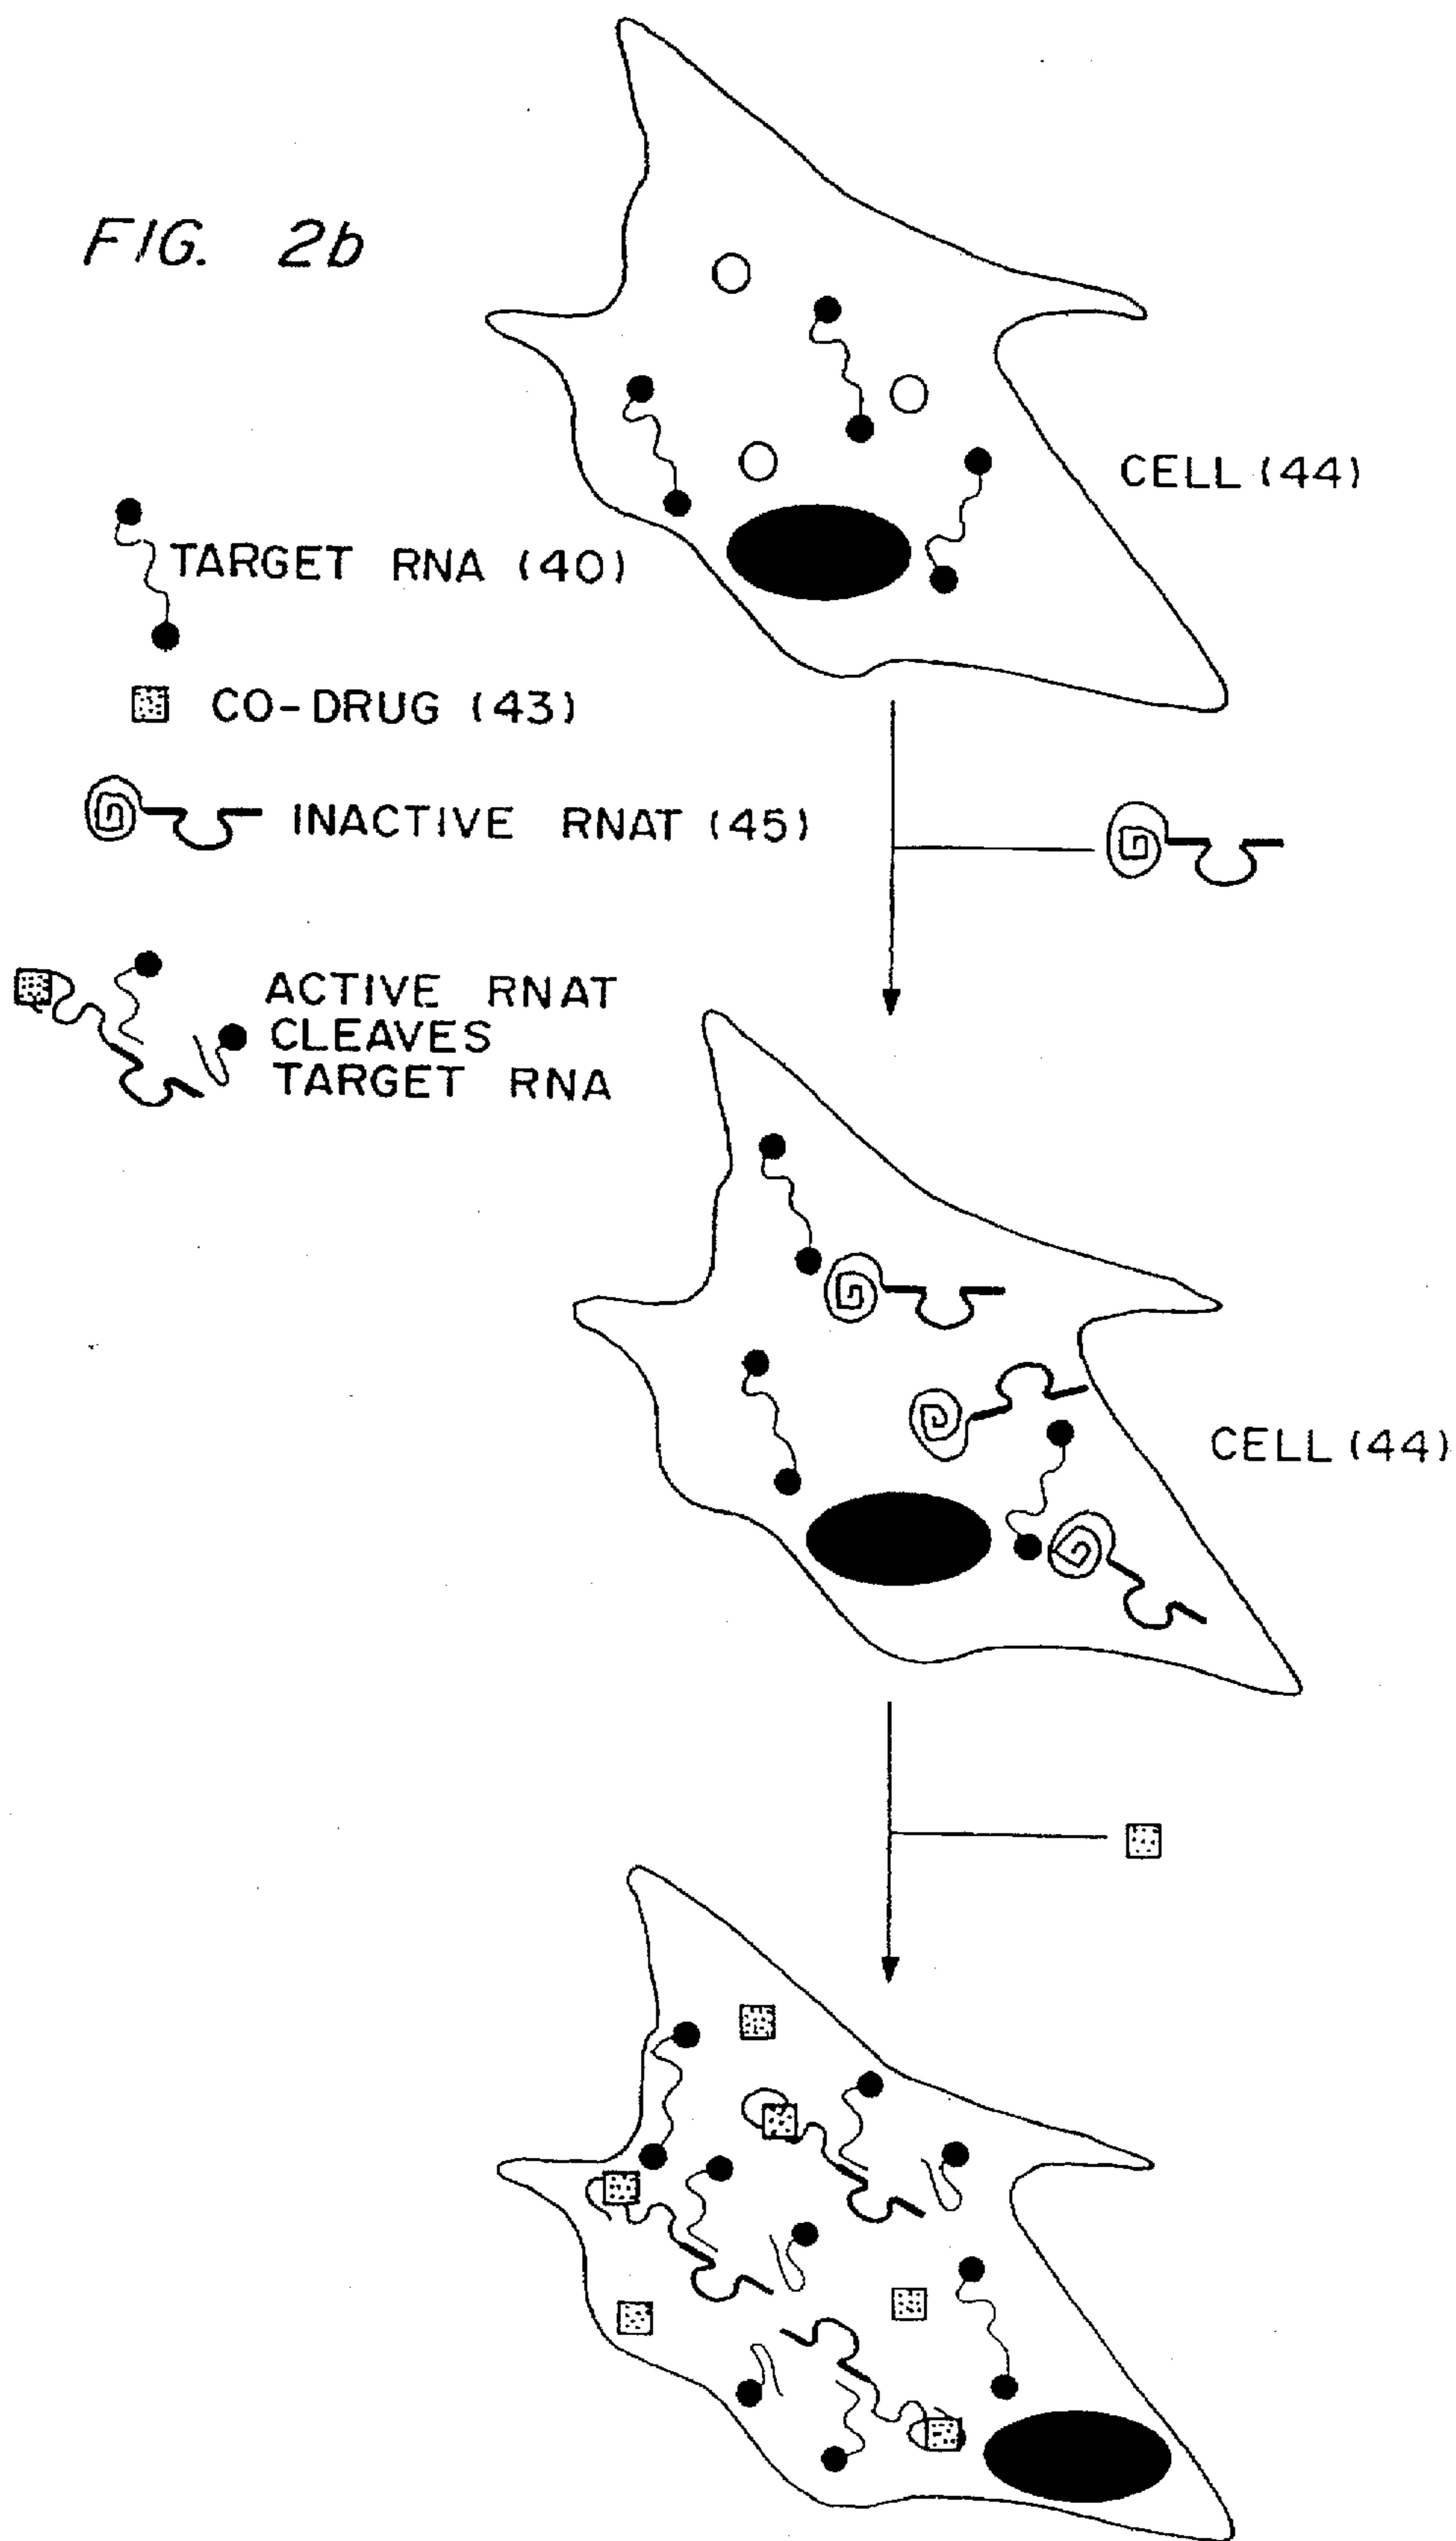 FIG. 2b
CELL (44)
TARGET RNA (40)
CO-DRUG (43)
INACTIVE RNAT (45)
ACTIVE RNAT
CLEAVES
TARGET RNA
CELL (44)